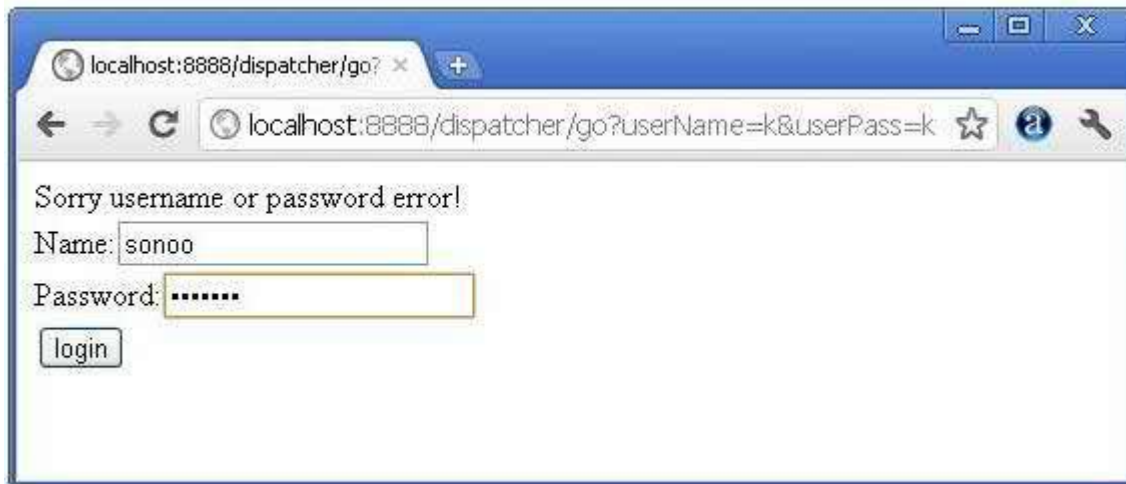 localhost:8888/dispatcher/go?
localhost:8888/dispatcher/go?userName=k&userPass=k
a
Sorry username or password error!
Name: sonoo
Password: •••••••
login